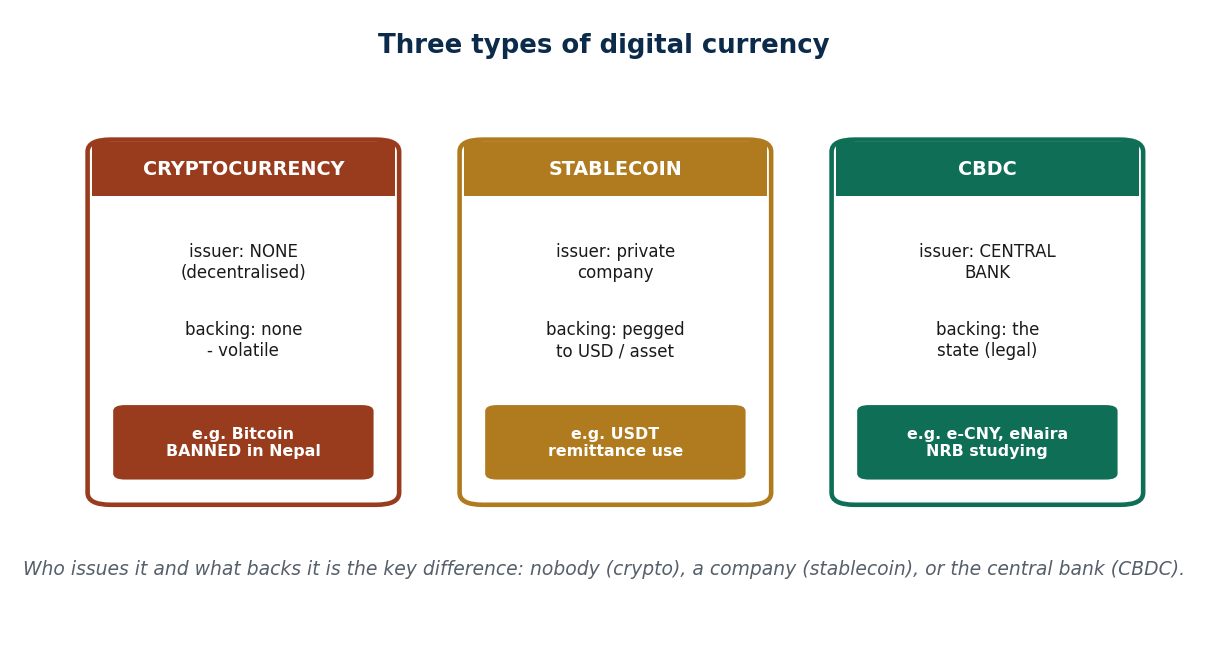 Three types of digital currency
CRYPTOCURRENCY
issuer: NONE
(decentralised)
backing: none
- volatile
e.g. Bitcoin
BANNED in Nepal
STABLECOIN
issuer: private
company
backing: pegged
to USD / asset
e.g. USDT
remittance use
CBDC
issuer: CENTRAL
BANK
backing: the
state (legal)
e.g. e-CNY, eNaira
NRB studying
Who issues it and what backs it is the key difference: nobody (crypto), a company (stablecoin), or the central bank (CBDC).